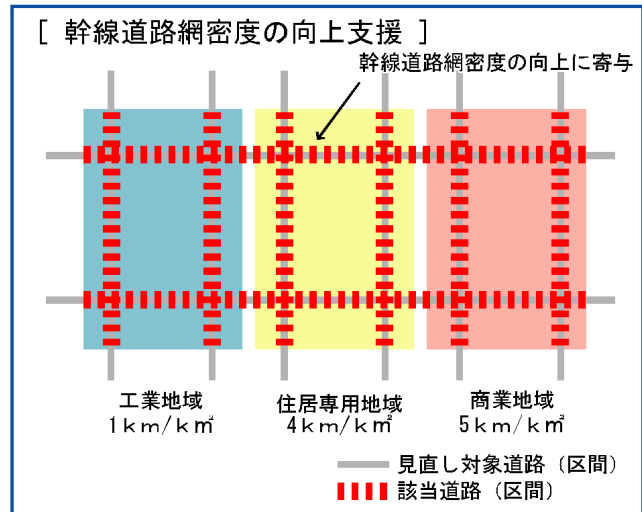 [ 幹線道路網密度の向上支援 ]
幹線道路網密度の向上に寄与
工業地域
1km/k㎡
住居専用地域
4km/k㎡
商業地域
5km/k㎡
見直し対象道路（区間）
該当道路（区間）